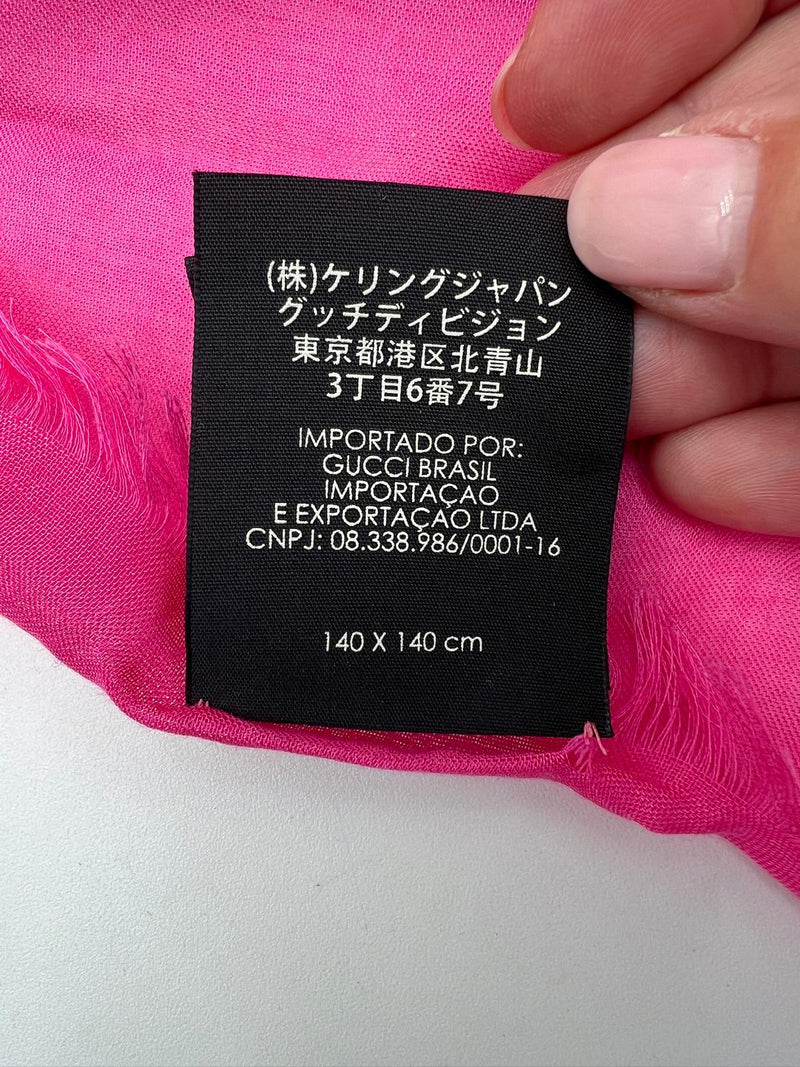 (株)ケリングジャパン
グッチディビジョン
東京都港区北青山
3丁目6番7号
IMPORTADO POR:
GUCCI BRASIL
IMPORTAÇAO
E EXPORTAÇAO LTDA
CNPJ: 08.338.986/0001-16
140 X 140 cm